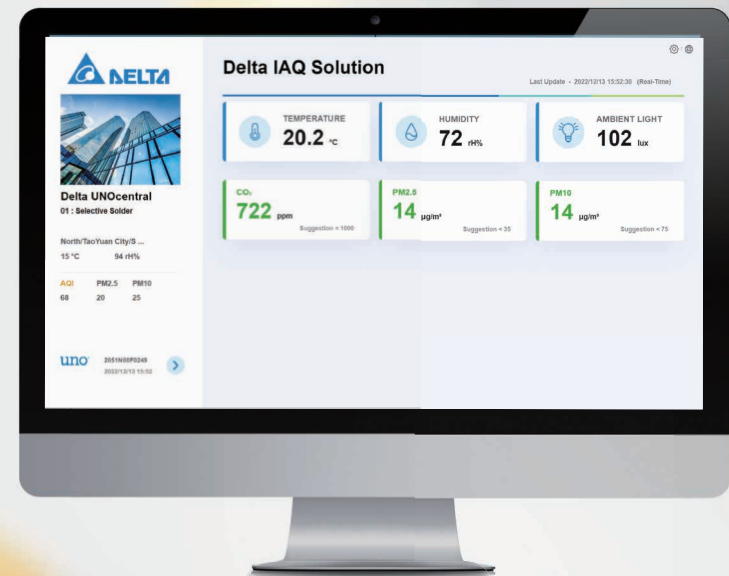 DELTA
Delta UNOcentral
01 : Selective Solder
North/TaoYuan City/S ...
15 °C 94 rH%
AQI PM2.5 PM10
68 20 25
uno
2051N00F0249
2022/12/13 15:52
Delta IAQ Solution
Last Update - 2022/12/13 15:52:30 (Real-Time)
TEMPERATURE
20.2 °C
HUMIDITY
72 rH%
AMBIENT LIGHT
102 lux
CO₂
722 ppm
Suggestion < 1000
PM2.5
14 µg/m³
Suggestion < 35
PM10
14 µg/m³
Suggestion < 75